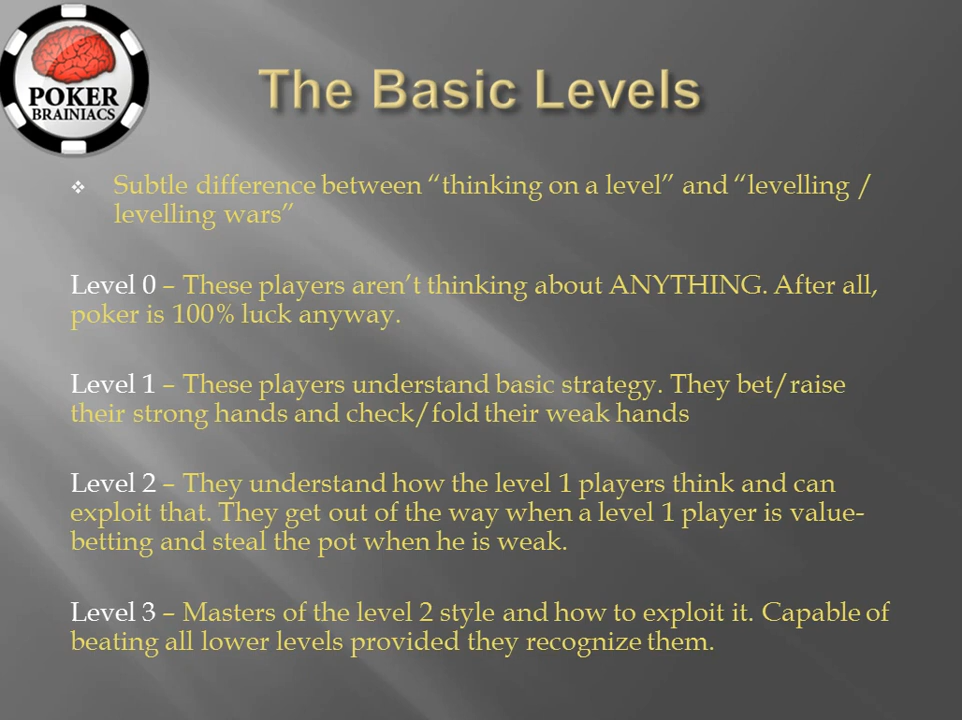 POKER
BRAINIACS
The Basic Levels
❖ Subtle difference between “thinking on a level” and “levelling /
levelling wars”
Level 0 – These players aren’t thinking about ANYTHING. After all,
poker is 100% luck anyway.
Level 1 – These players understand basic strategy. They bet/raise
their strong hands and check/fold their weak hands
Level 2 – They understand how the level 1 players think and can
exploit that. They get out of the way when a level 1 player is value-
betting and steal the pot when he is weak.
Level 3 – Masters of the level 2 style and how to exploit it. Capable of
beating all lower levels provided they recognize them.